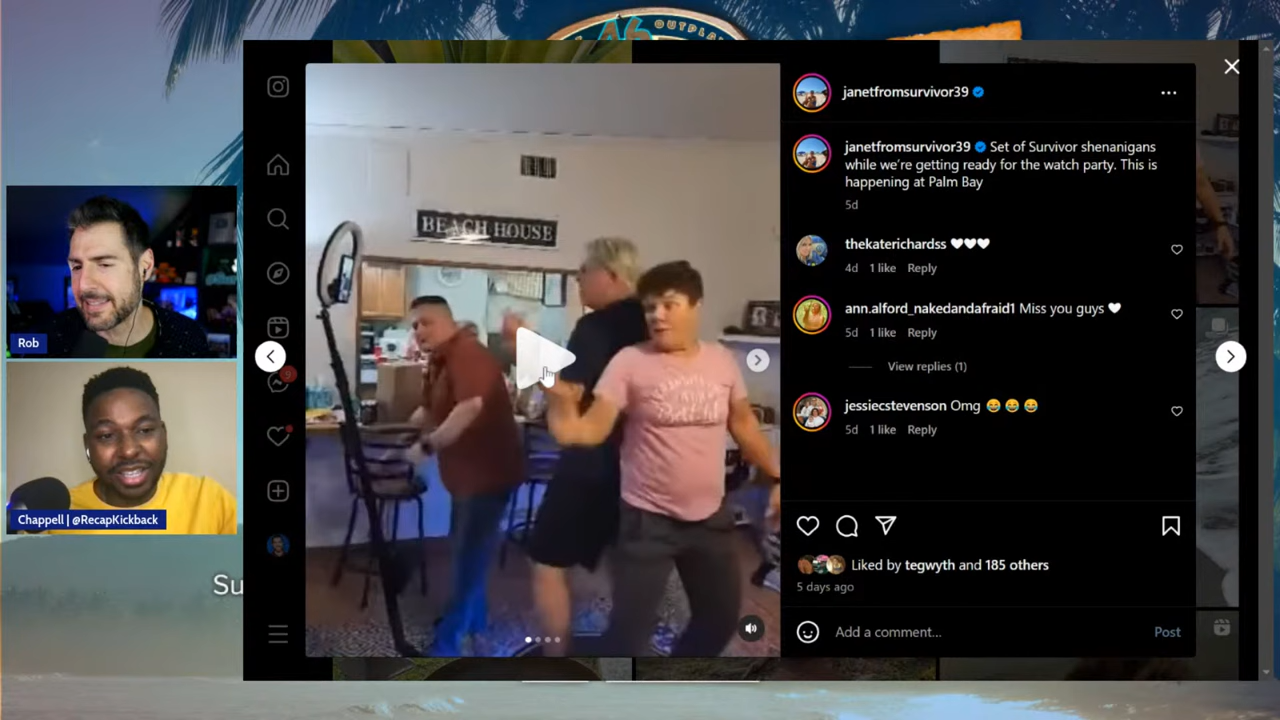 46
OUTPLA
janetfromsurvivor39
janetfromsurvivor39 Set of Survivor shenanigans
while we're getting ready for the watch party. This is
happening at Palm Bay
5d
thekaterichardss 🤍🤍🤍
4d 1 like Reply
ann.alford_nakedandafraid1 Miss you guys 🤍
5d 1 like Reply
View replies (1)
jessiecstevenson Omg 😂😂😂
5d 1 like Reply
Liked by tegwyth and 185 others
5 days ago
Add a comment...
Post
BEACH HOUSE
9
Rob
Chappell | @RecapKickback
Su